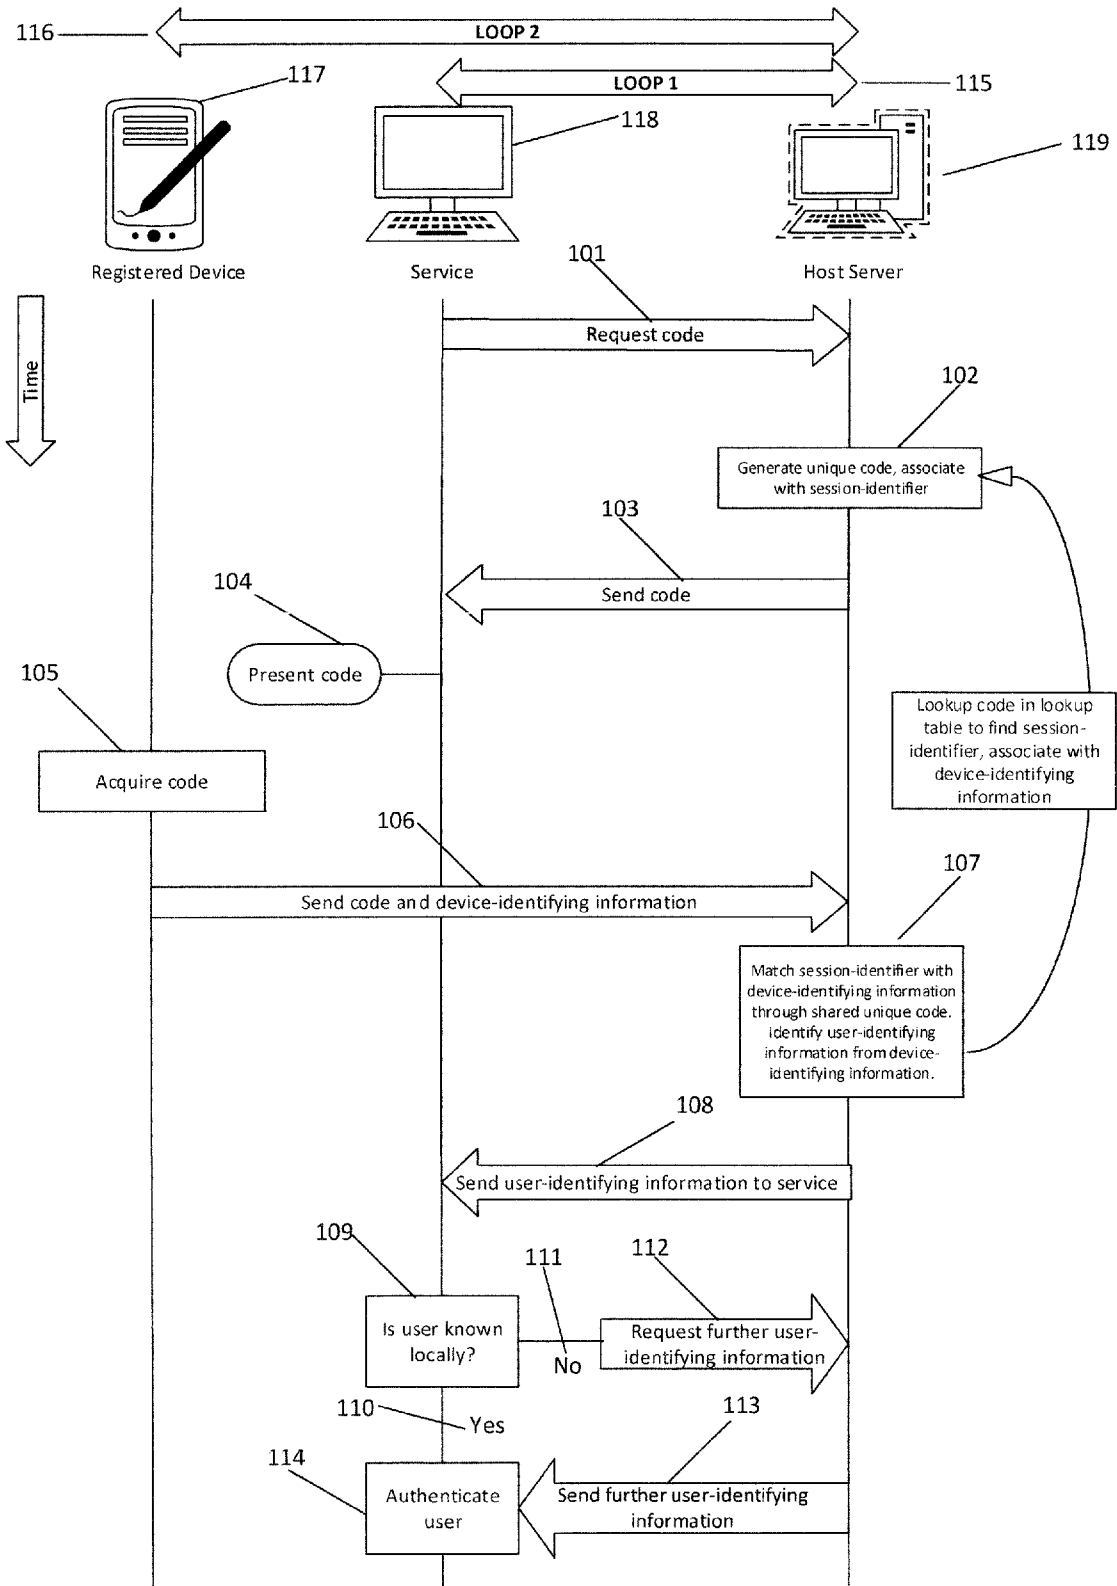 LOOP 2
116
LOOP 1
115
117
118
119
Registered Device
Service
Host Server
101
Request code
Time
102
Generate unique code, associate
with session-identifier
103
Send code
104
Present code
105
Acquire code
Lookup code in lookup
table to find session-
identifier, associate with
device-identifying
information
106
Send code and device-identifying information
107
Match session-identifier with
device-identifying information
through shared unique code.
Identify user-identifying
information from device-
identifying information.
108
Send user-identifying information to service
109
Is user known
locally?
111
No
112
Request further user-
identifying information
110
Yes
113
114
Authenticate
user
Send further user-identifying
information